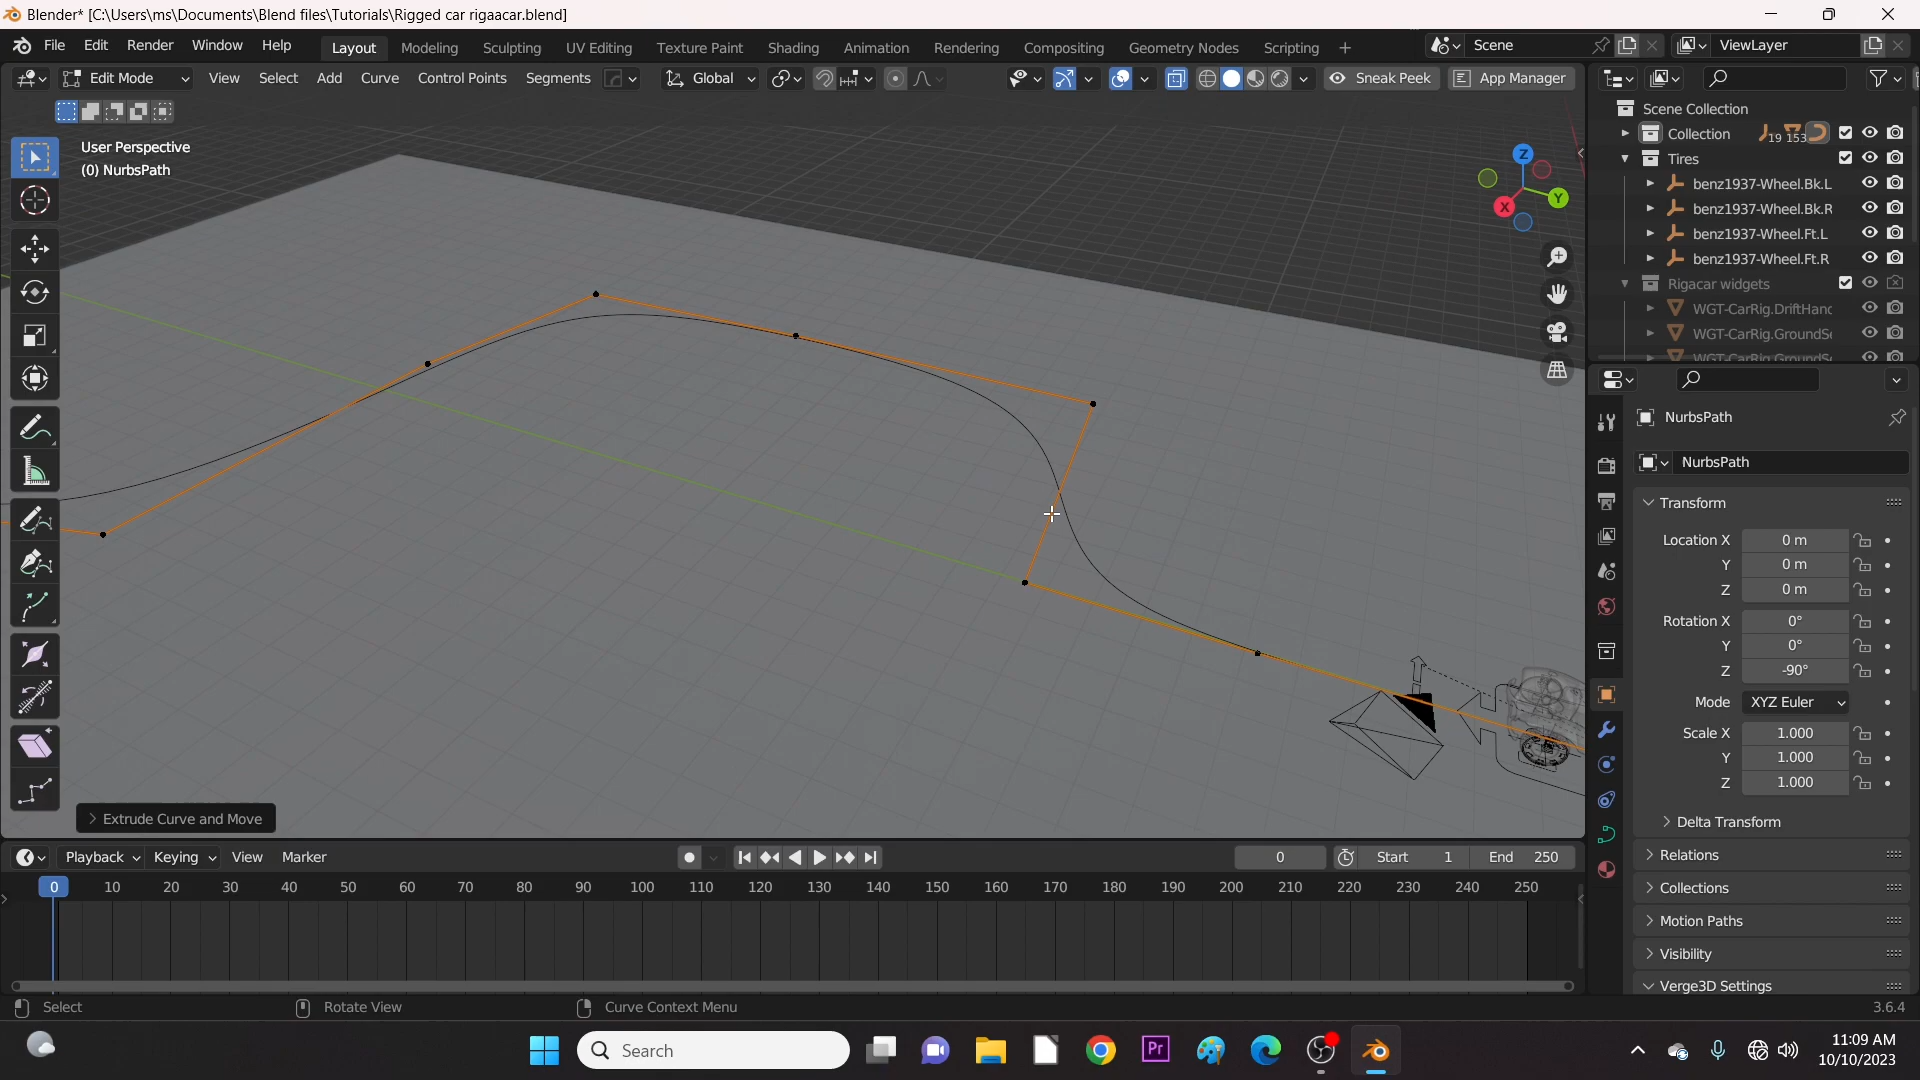 Blender* [C:\Users\ms\Documents\Blend files\Tutorials\Rigged car rigaacar.blend]
File Edit Render Window Help Layout Modeling Sculpting UV Editing Texture Paint Shading Animation Rendering Compositing Geometry Nodes Scripting + Scene ViewLayer
Edit Mode View Select Add Curve Control Points Segments Global Sneak Peek App Manager
User Perspective
(0) NurbsPath
Z
Y
X
Scene Collection
Collection 19 153
Tires
benz1937-Wheel.Bk.L
benz1937-Wheel.Bk.R
benz1937-Wheel.Ft.L
benz1937-Wheel.Ft.R
Rigacar widgets
WGT-CarRig.DriftHanc
WGT-CarRig.GroundSe
WGT-CarRig.GroundSe
NurbsPath
NurbsPath
Transform
Location X 0 m
Y 0 m
Z 0 m
Rotation X 0°
Y 0°
Z -90°
Mode XYZ Euler
Scale X 1.000
Y 1.000
Z 1.000
Delta Transform
Relations
Collections
Motion Paths
Visibility
Verge3D Settings
Extrude Curve and Move
Playback Keying View Marker 0 Start 1 End 250
0 10 20 30 40 50 60 70 80 90 100 110 120 130 140 150 160 170 180 190 200 210 220 230 240 250
Select Rotate View Curve Context Menu 3.6.4
Search Pr 11:09 AM
10/10/2023